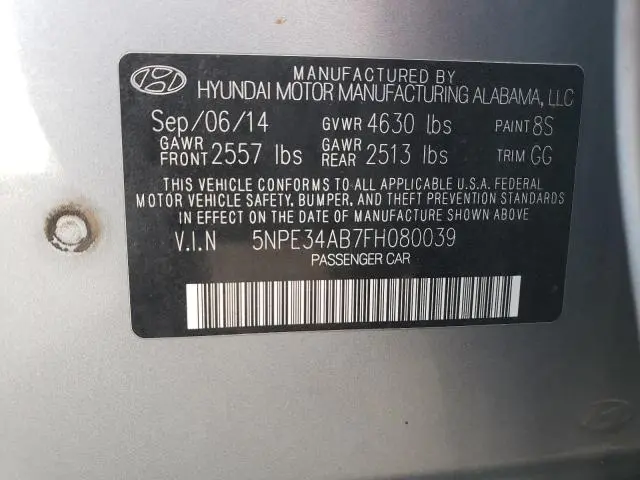 MANUFACTURED BY
HYUNDAI MOTOR MANUFACTURING ALABAMA, LLC
Sep/06/14 GVWR 4630 lbs PAINT 8S
GAWR FRONT 2557 lbs GAWR REAR 2513 lbs TRIM GG
THIS VEHICLE CONFORMS TO ALL APPLICABLE U.S.A. FEDERAL
MOTOR VEHICLE SAFETY, BUMPER, AND THEFT PREVENTION STANDARDS
IN EFFECT ON THE DATE OF MANUFACTURE SHOWN ABOVE
V.I.N 5NPE34AB7FH080039
PASSENGER CAR